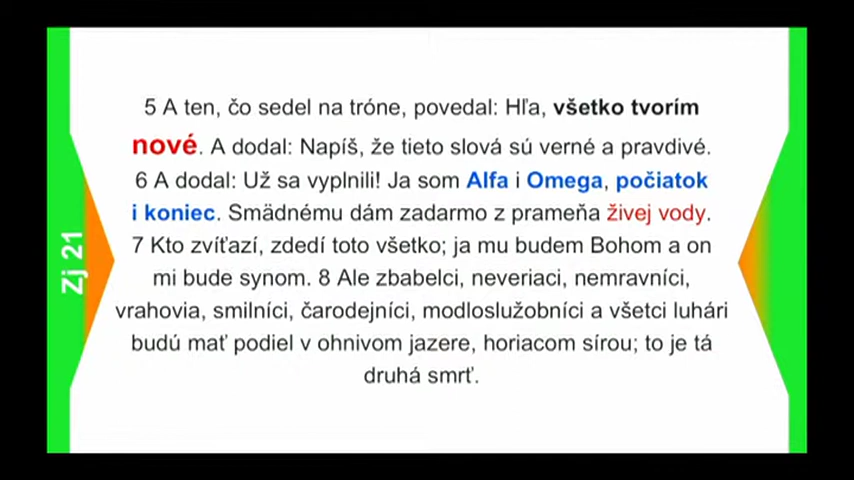 Zj 21
5 A ten, čo sedel na tróne, povedal: Hľa, všetko tvorím
nové. A dodal: Napíš, že tieto slová sú verné a pravdivé.
6 A dodal: Už sa vyplnili! Ja som Alfa i Omega, počiatok
i koniec. Smädnému dám zadarmo z prameňa živej vody.
7 Kto zvíťazí, zdedí toto všetko; ja mu budem Bohom a on
mi bude synom. 8 Ale zbabelci, neveriaci, nemravníci,
vrahovia, smilníci, čarodejníci, modloslužobníci a všetci luhári
budú mať podiel v ohnivom jazere, horiacom sírou; to je tá
druhá smrť.